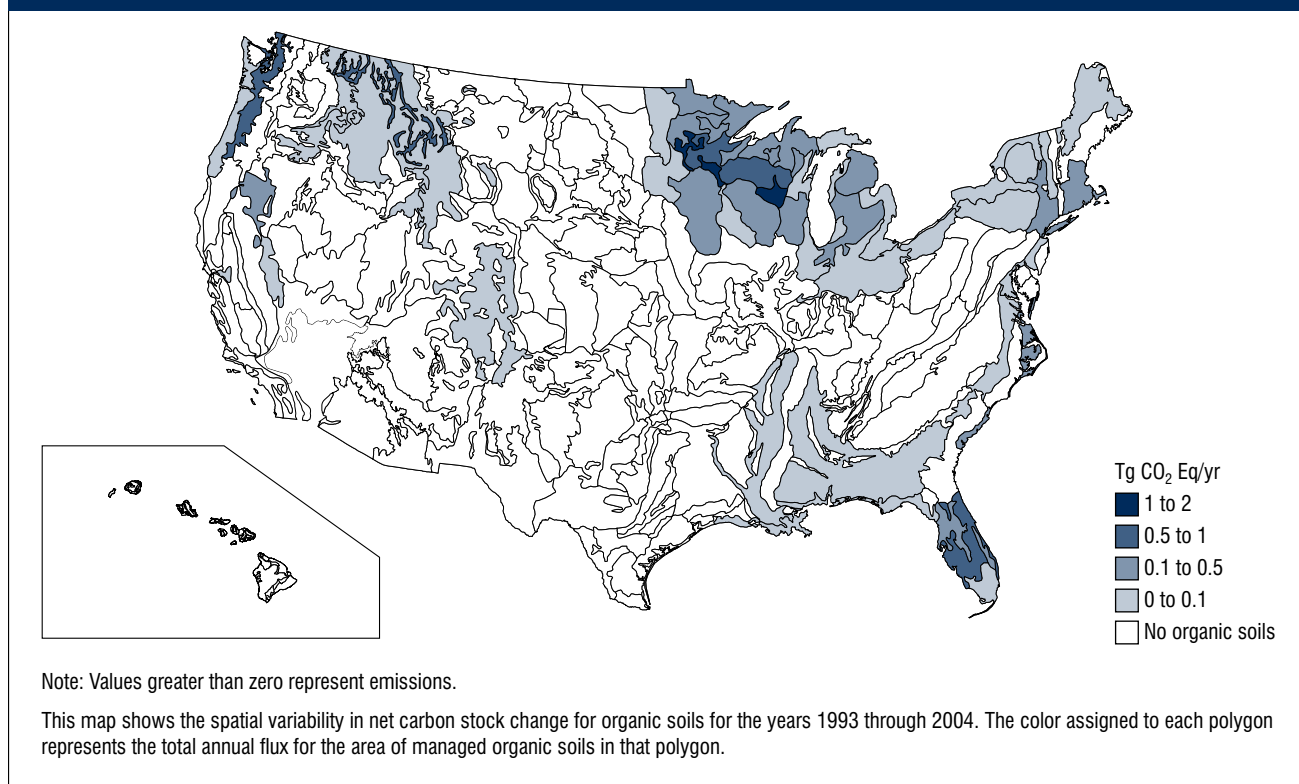 Tg CO₂ Eq/yr
1 to 2
0.5 to 1
0.1 to 0.5
0 to 0.1
No organic soils
Note: Values greater than zero represent emissions.
This map shows the spatial variability in net carbon stock change for organic soils for the years 1993 through 2004. The color assigned to each polygon
represents the total annual flux for the area of managed organic soils in that polygon.